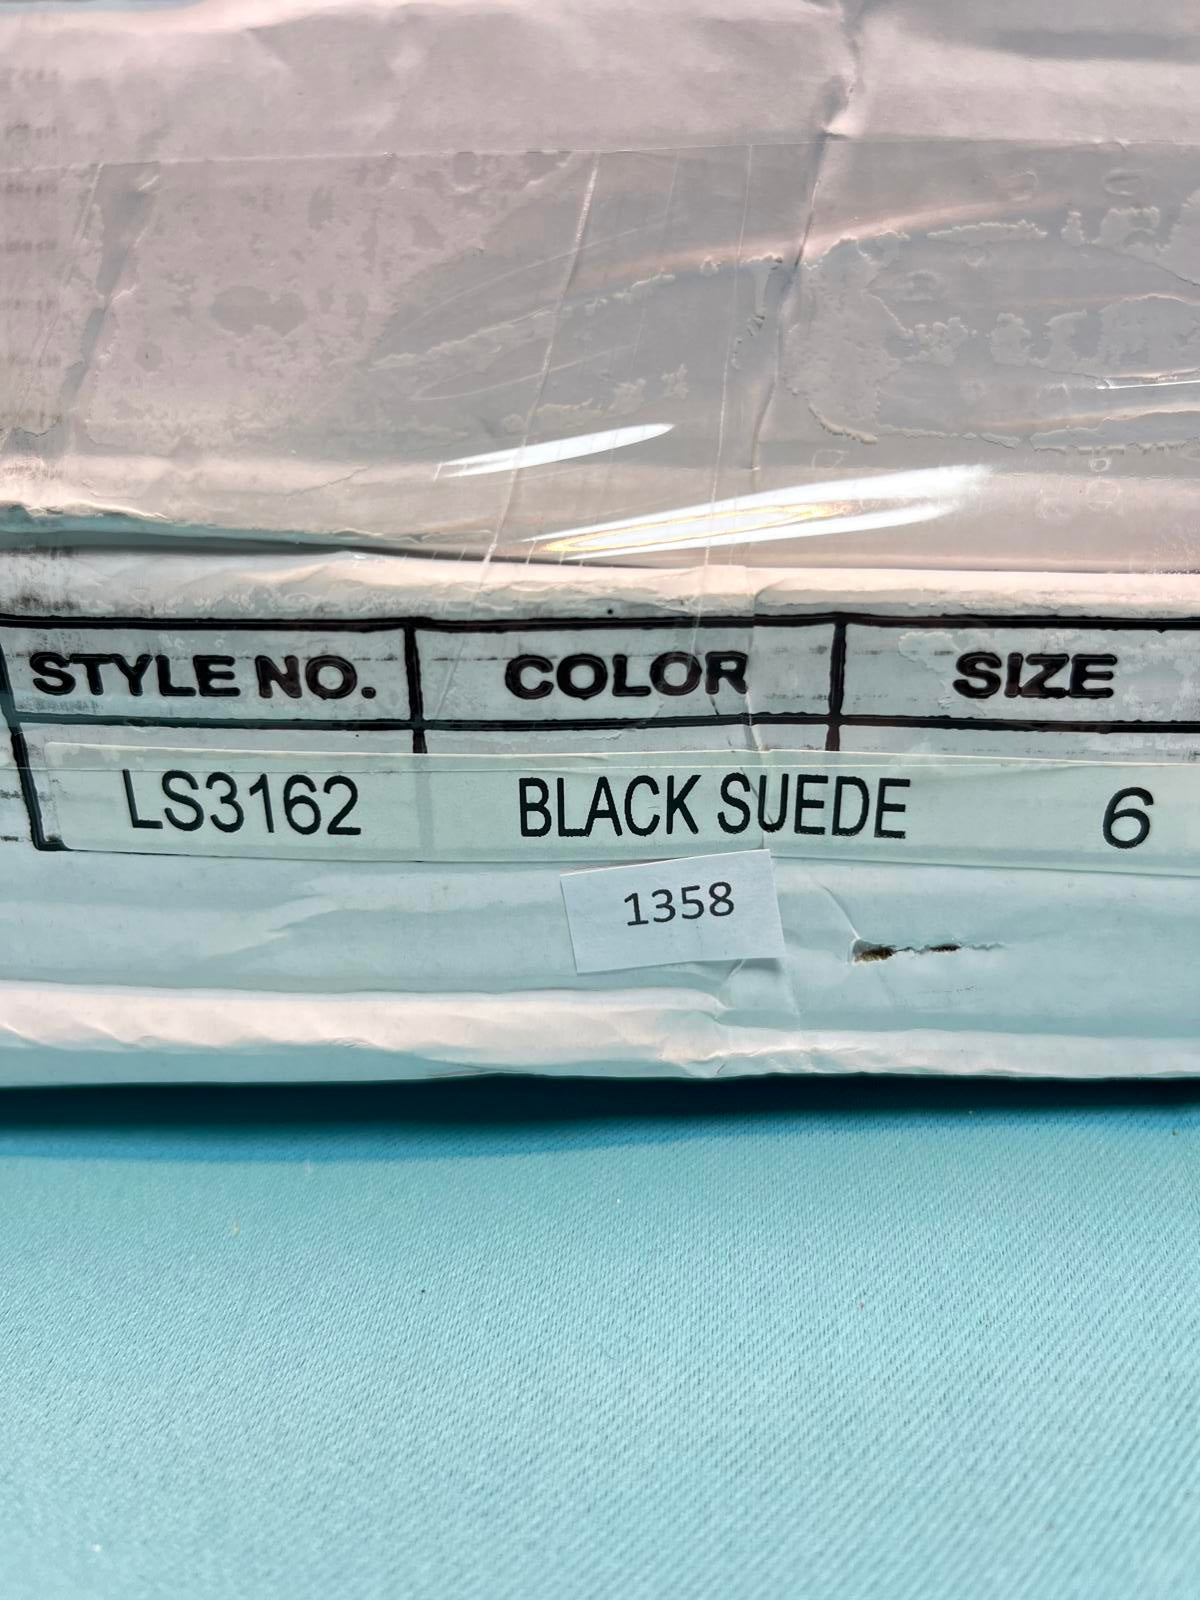 STYLE NO. COLOR SIZE
LS3162 BLACK SUEDE 6
1358